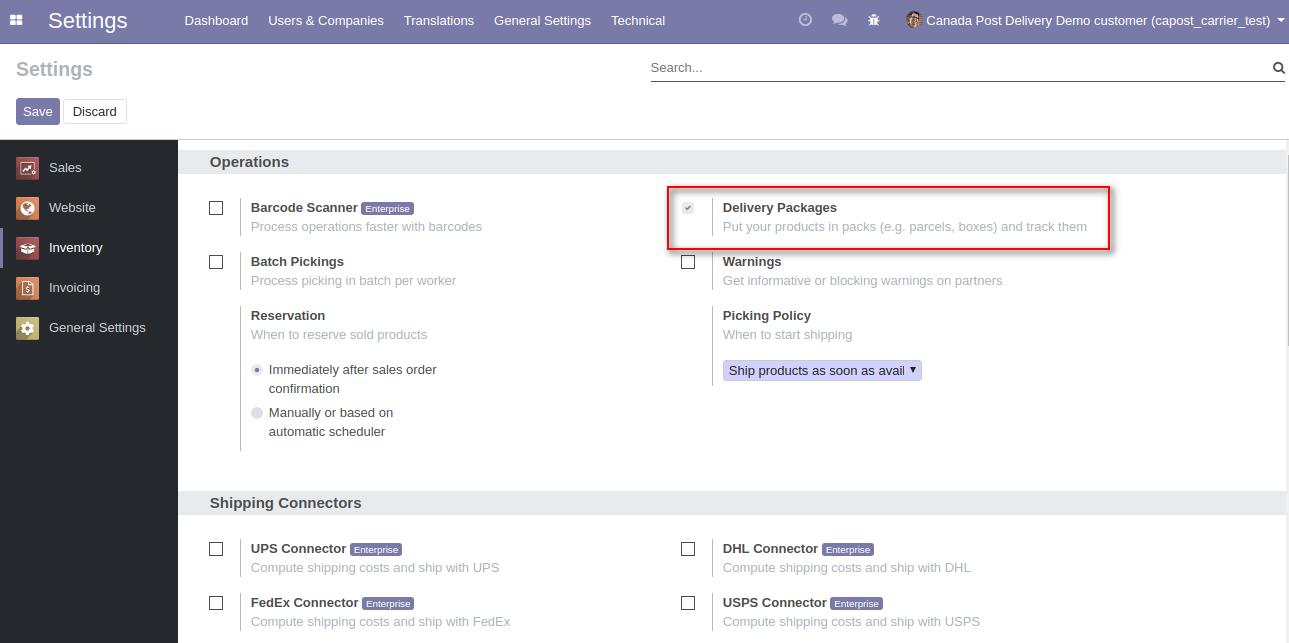 Settings
Dashboard Users & Companies Translations General Settings Technical
Canada Post Delivery Demo customer (capost_carrier_test)
Settings
Search...
Save Discard
Sales
Website
Inventory
Invoicing
General Settings
Operations
Barcode Scanner Enterprise
Process operations faster with barcodes
Delivery Packages
Put your products in packs (e.g. parcels, boxes) and track them
Batch Pickings
Process picking in batch per worker
Warnings
Get informative or blocking warnings on partners
Reservation
When to reserve sold products
Immediately after sales order
confirmation
Manually or based on
automatic scheduler
Picking Policy
When to start shipping
Ship products as soon as avail
Shipping Connectors
UPS Connector Enterprise
Compute shipping costs and ship with UPS
DHL Connector Enterprise
Compute shipping costs and ship with DHL
FedEx Connector Enterprise
Compute shipping costs and ship with FedEx
USPS Connector Enterprise
Compute shipping costs and ship with USPS